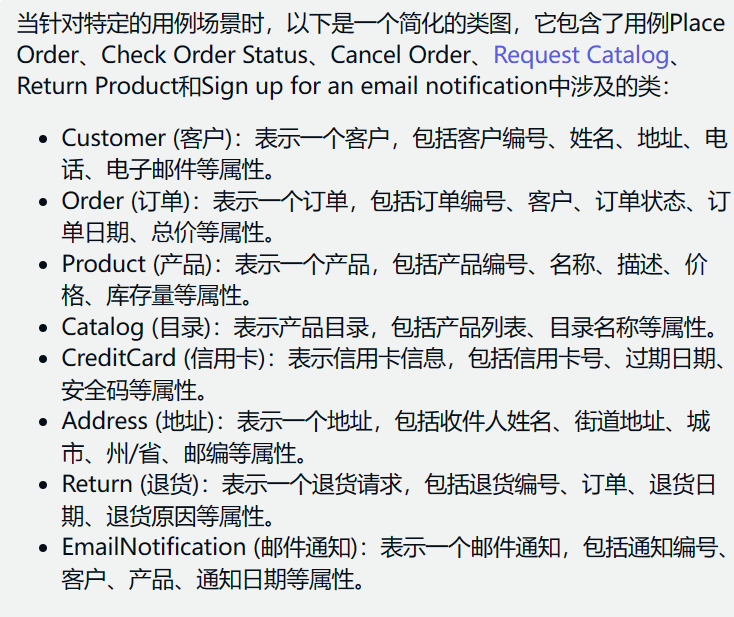 当针对特定的用例场景时，以下是一个简化的类图，它包含了用例Place
Order、Check Order Status、Cancel Order、Request Catalog、
Return Product和Sign up for an email notification中涉及的类：
• Customer (客户)：表示一个客户，包括客户编号、姓名、地址、电
话、电子邮件等属性。
• Order (订单)：表示一个订单，包括订单编号、客户、订单状态、订
单日期、总价等属性。
• Product (产品)：表示一个产品，包括产品编号、名称、描述、价
格、库存量等属性。
• Catalog (目录)：表示产品目录，包括产品列表、目录名称等属性。
• CreditCard (信用卡)：表示信用卡信息，包括信用卡号、过期日期、
安全码等属性。
• Address (地址)：表示一个地址，包括收件人姓名、街道地址、城
市、州/省、邮编等属性。
• Return (退货)：表示一个退货请求，包括退货编号、订单、退货日
期、退货原因等属性。
• EmailNotification (邮件通知)：表示一个邮件通知，包括通知编号、
客户、产品、通知日期等属性。